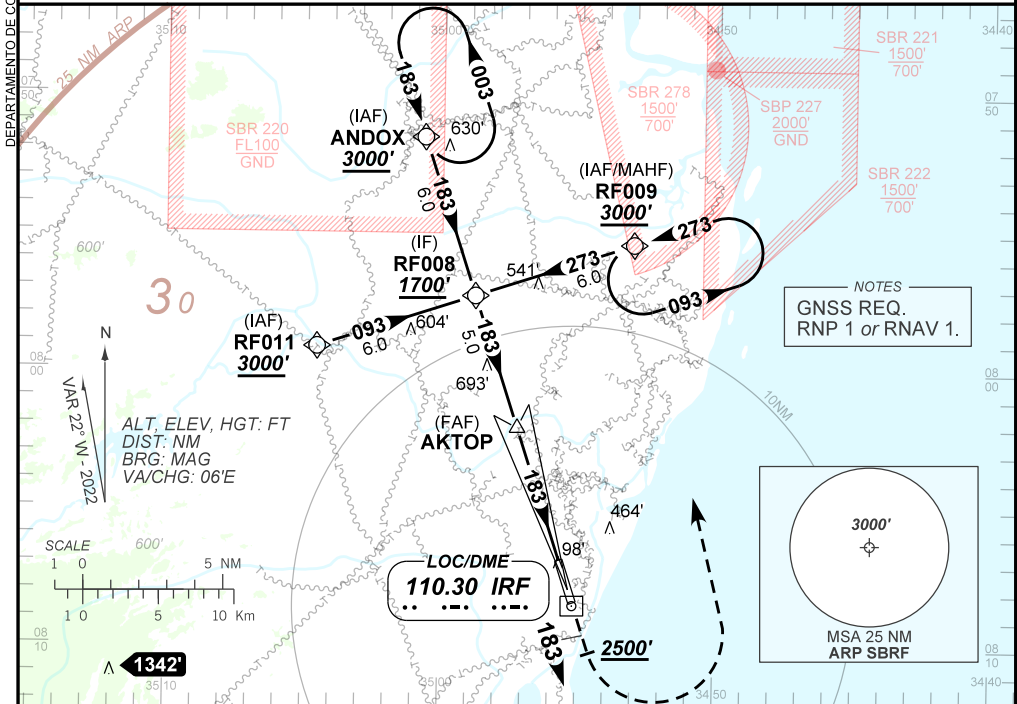 DEPARTAMENTO DE CO
35 10
35 00
34 50
34 40
25 NM ARP
50
07
50
SBR 221
1500'
700'
SBR 278
1500'
700'
SBP 227
2000'
GND
SBR 220
FL100
GND
SBR 222
1500'
700'
183
003
(IAF)
ANDOX
3000'
630'
183
6.0
(IAF/MAHF)
RF009
3000'
273
093
(IF)
RF008
1700'
541'
273
6.0
600'
30
(IAF)
RF011
3000'
093
6.0
604'
183
5.0
693'
NOTES
GNSS REQ.
RNP 1 or RNAV 1.
08
00
08
00
10NM
N
VAR 22° W - 2022
ALT, ELEV, HGT: FT
DIST: NM
BRG: MAG
VA/CHG: 06'E
(FAF)
AKTOP
183
464'
98'
600'
SCALE
1 0 5 NM
1 0 5 10 Km
LOC/DME
110.30 IRF
183
2500'
3000'
MSA 25 NM
ARP SBRF
08
10
08
10
1342'
35 10
35 00
34 50
34 40